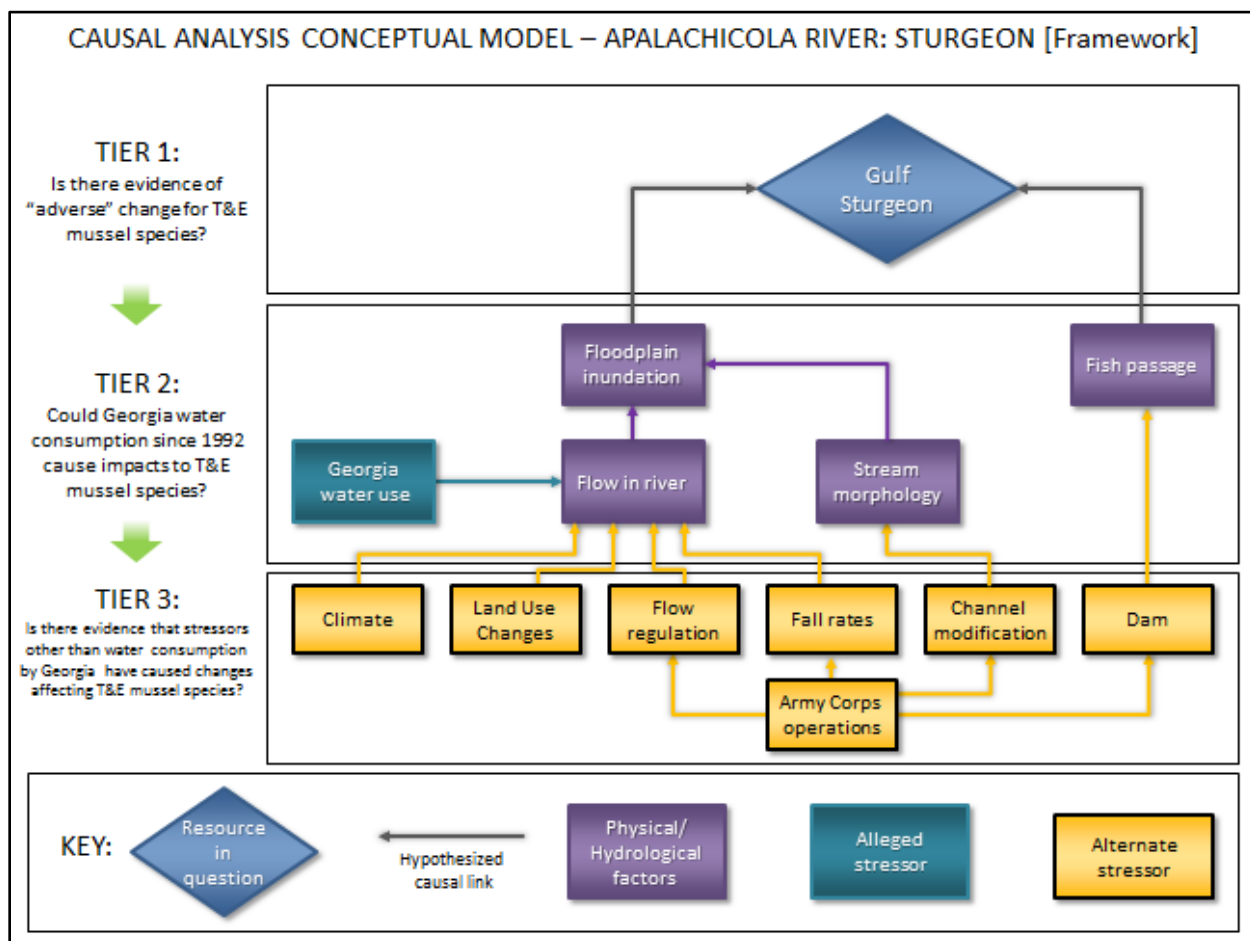 CAUSAL ANALYSIS CONCEPTUAL MODEL – APALACHICOLA RIVER: STURGEON [Framework]
TIER 1:
Is there evidence of
“adverse” change for T&E
mussel species?
Gulf
Sturgeon
TIER 2:
Could Georgia water
consumption since 1992
cause impacts to T&E
mussel species?
Floodplain
inundation
Fish passage
Georgia
water use
Flow in river
Stream
morphology
TIER 3:
Is there evidence that stressors
other than water consumption
by Georgia have caused changes
affecting T&E mussel species?
Climate
Land Use
Changes
Flow
regulation
Fall rates
Channel
modification
Dam
Army Corps
operations
KEY:
Resource
in
question
Hypothesized
causal link
Physical/
Hydrological
factors
Alleged
stressor
Alternate
stressor